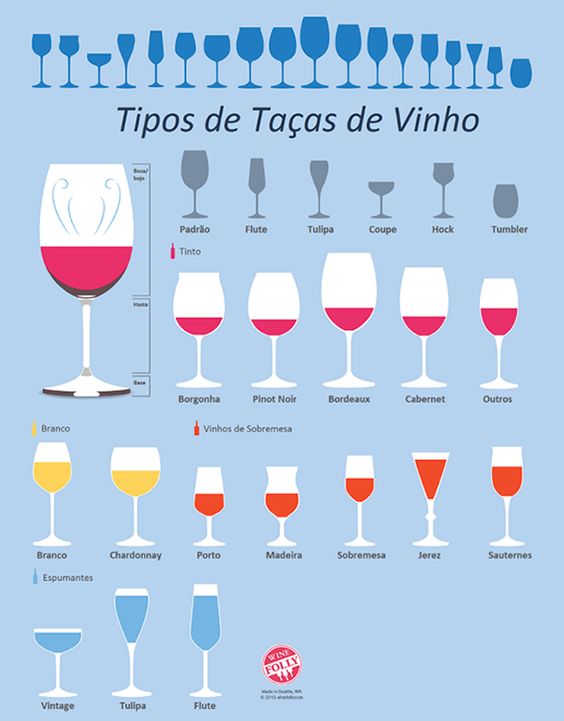 Tipos de Taças de Vinho
Boca/
bojo
Haste
Base
Padrão
Flute
Tulipa
Coupe
Hock
Tumbler
Tinto
Borgonha
Pinot Noir
Bordeaux
Cabernet
Outros
Branco
Vinhos de Sobremesa
Branco
Chardonnay
Porto
Madeira
Sobremesa
Jerez
Sauternes
Espumantes
Vintage
Tulipa
Flute
WINE
FOLLY
Made in Seattle, WA
© 2013 winefolly.com